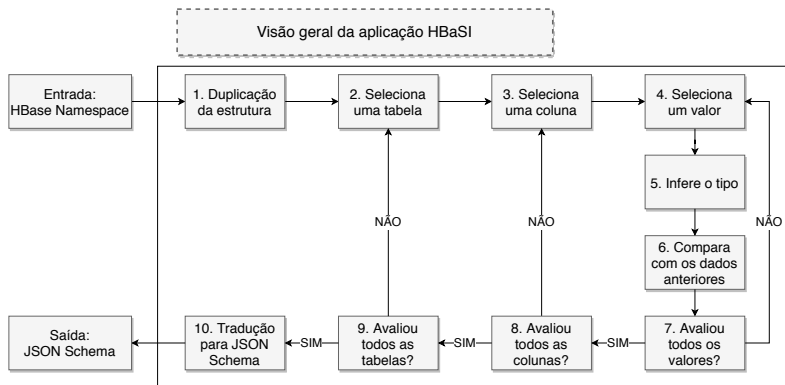 Visão geral da aplicação HBaSI
Entrada:
HBase Namespace
1. Duplicação
da estrutura
2. Seleciona
uma tabela
3. Seleciona
uma coluna
4. Seleciona
um valor
5. Infere o tipo
NÃO
NÃO
NÃO
6. Compara
com os dados
anteriores
Saída:
JSON Schema
10. Tradução
para JSON
Schema
SIM
9. Avaliou
todos as
tabelas?
SIM
8. Avaliou
todos as
colunas?
SIM
7. Avaliou
todos os
valores?